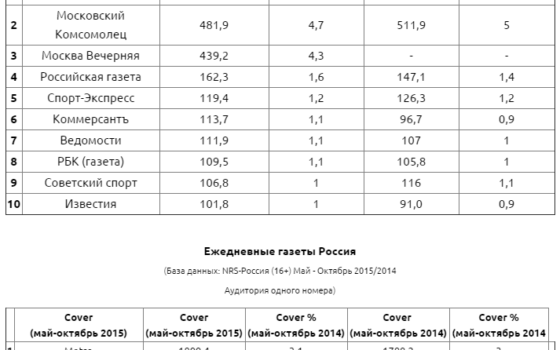 2 Московский Комсомолец 481,9 4,7 511,9 5
3 Москва Вечерняя 439,2 4,3 - -
4 Российская газета 162,3 1,6 147,1 1,4
5 Спорт-Экспресс 119,4 1,2 126,3 1,2
6 Коммерсантъ 113,7 1,1 96,7 0,9
7 Ведомости 111,9 1,1 107 1
8 РБК (газета) 109,5 1,1 105,8 1
9 Советский спорт 106,8 1 116 1,1
10 Известия 101,8 1 91,0 0,9
Ежедневные газеты Россия
(База данных: NRS-Россия (16+) Май - Октябрь 2015/2014
Аудитория одного номера)
Cover Cover Cover % Cover Cover %
(май-октябрь 2015) (май-октябрь 2015) (май-октябрь 2014) (май-октябрь 2014) (май-октябрь 2014